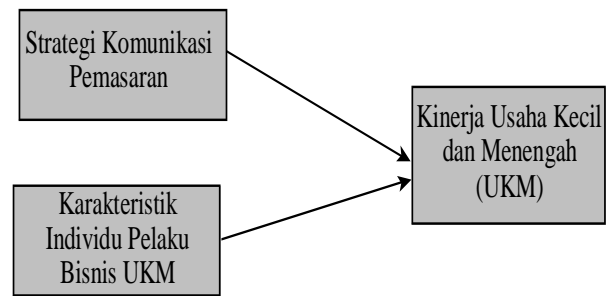 Strategi Komunikasi
Pemasaran
Kinerja Usaha Kecil
dan Menengah
(UKM)
Karakteristik
Individu Pelaku
Bisnis UKM